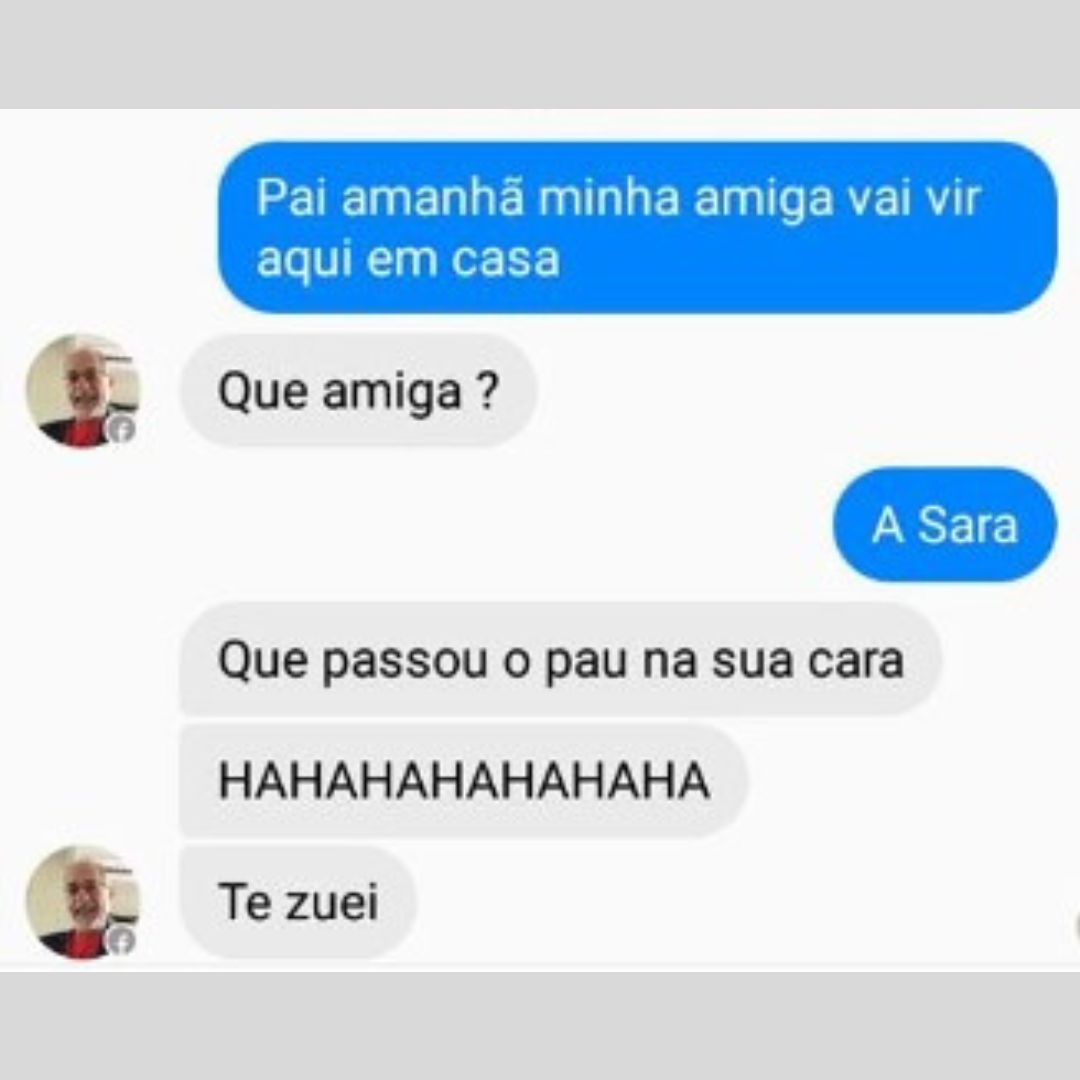 Pai amanhã minha amiga vai vir
aqui em casa
Que amiga ?
A Sara
Que passou o pau na sua cara
HAHAHAHAHAHAHA
Te zuei